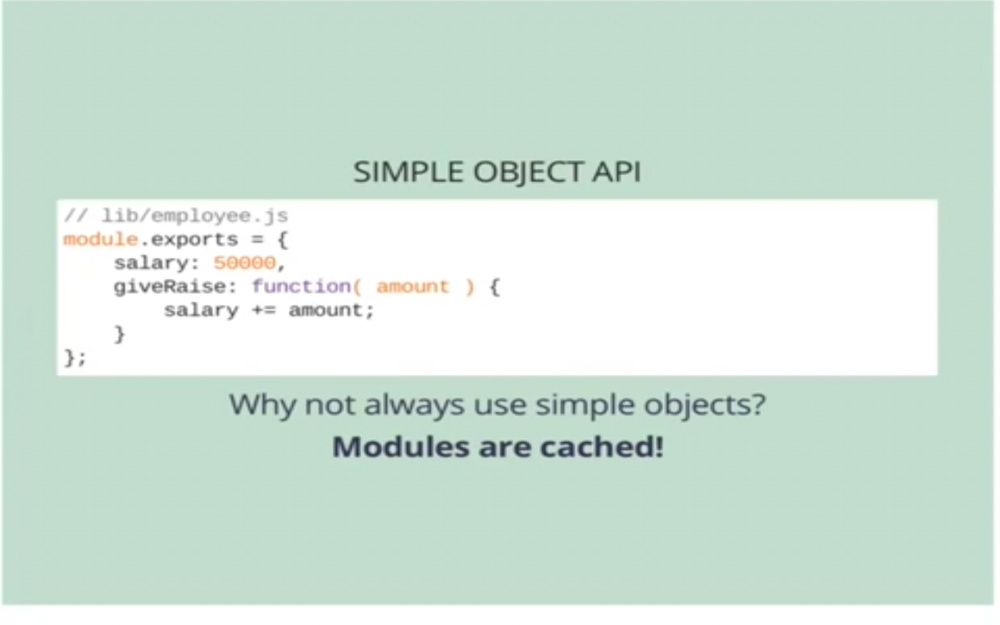 SIMPLE OBJECT API
// lib/employee.js
module.exports = {
    salary: 50000,
    giveRaise: function( amount ) {
        salary += amount;
    }
};
Why not always use simple objects?
Modules are cached!